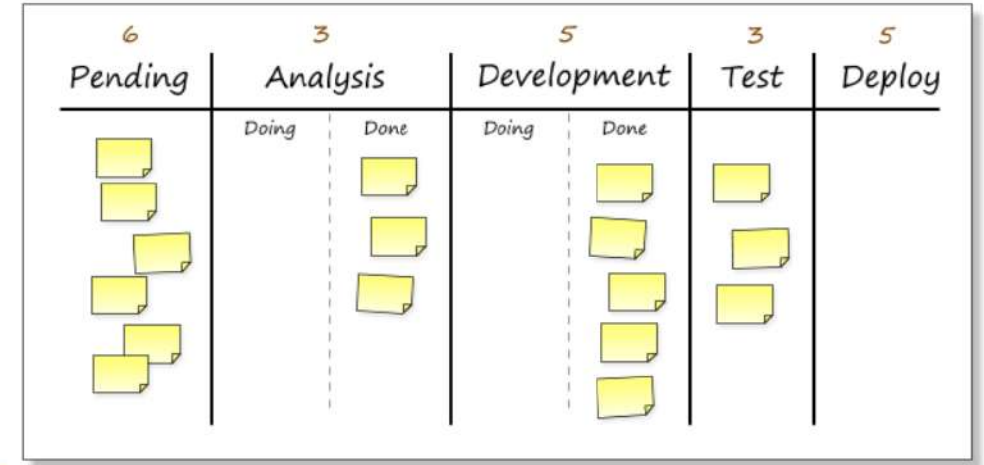 6 3 5 3 5
Pending Analysis Development Test Deploy
Doing Done Doing Done